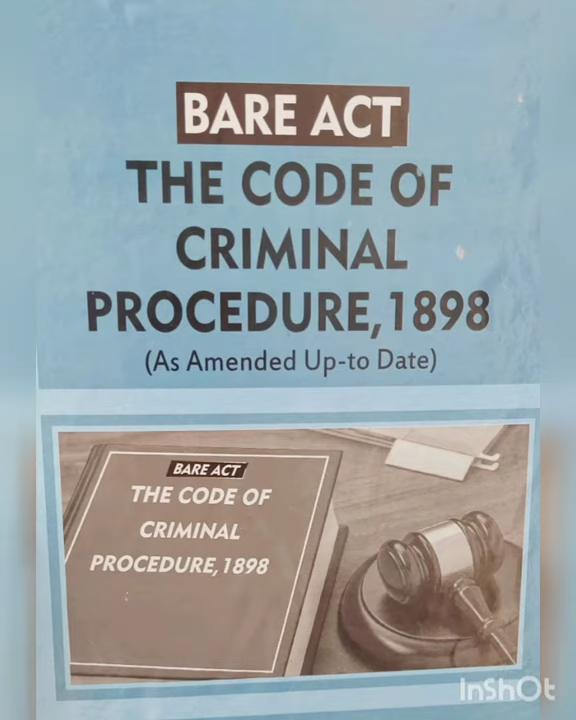 BARE ACT
THE CODE OF
CRIMINAL
PROCEDURE,1898
(As Amended Up-to Date)
BARE ACT
THE CODE OF
CRIMINAL
PROCEDURE, 1898
InShOt